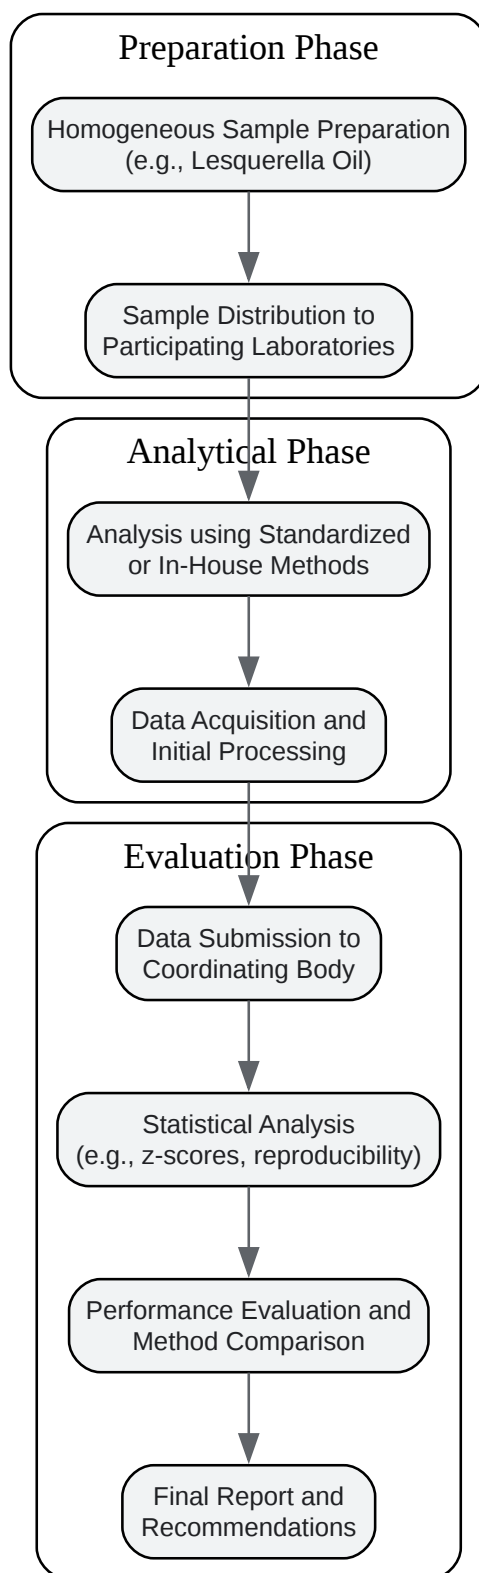 Preparation Phase
Homogeneous Sample Preparation
(e.g., Lesquerella Oil)
Sample Distribution to
Participating Laboratories
Analytical Phase
Analysis using Standardized
or In-House Methods
Data Acquisition and
Initial Processing
Evaluation Phase
Data Submission to
Coordinating Body
Statistical Analysis
(e.g., z-scores, reproducibility)
Performance Evaluation and
Method Comparison
Final Report and
Recommendations